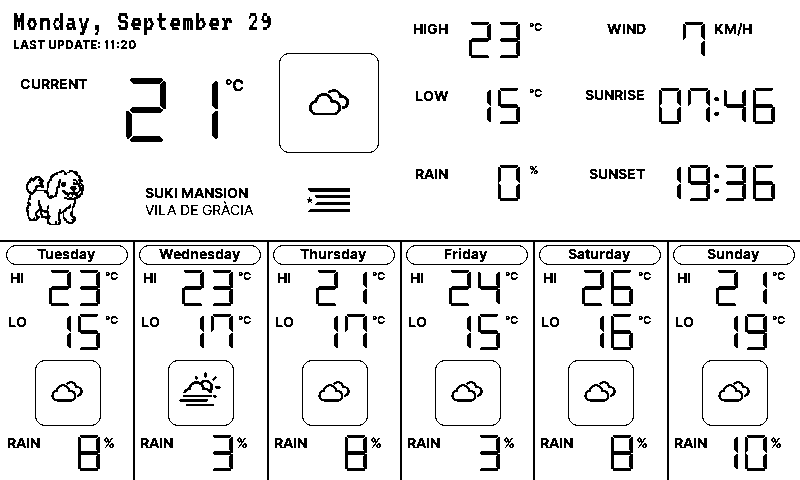 Monday, September 29
LAST UPDATE: 11:20
CURRENT 21 °C
HIGH 23 °C
LOW 15 °C
RAIN 0 %
WIND 7 KM/H
SUNRISE 07:46
SUNSET 19:36
SUKI MANSION
VILA DE GRÀCIA
Tuesday
HI 23 °C
LO 15 °C
RAIN 8 %
Wednesday
HI 23 °C
LO 17 °C
RAIN 3 %
Thursday
HI 21 °C
LO 17 °C
RAIN 8 %
Friday
HI 24 °C
LO 15 °C
RAIN 3 %
Saturday
HI 26 °C
LO 16 °C
RAIN 8 %
Sunday
HI 21 °C
LO 19 °C
RAIN 10 %